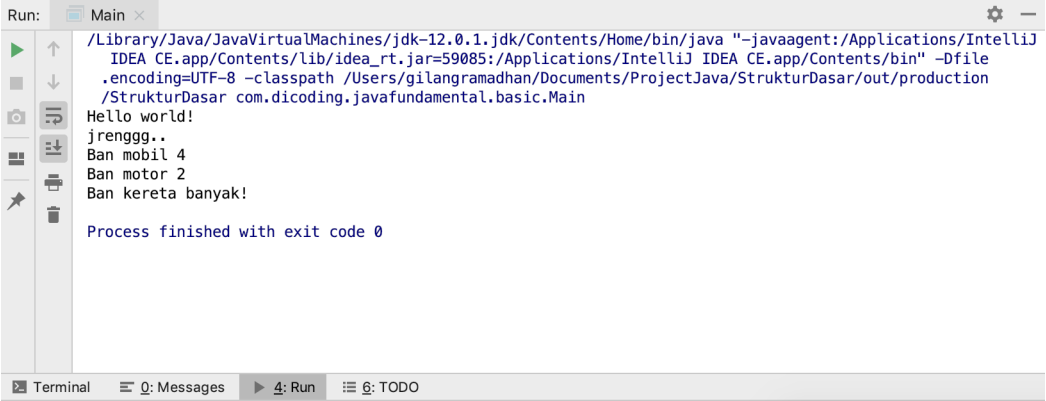 Run: Main
/Library/Java/JavaVirtualMachines/jdk-12.0.1.jdk/Contents/Home/bin/java "-javaagent:/Applications/IntelliJ
IDEA CE.app/Contents/lib/idea_rt.jar=59085:/Applications/IntelliJ IDEA CE.app/Contents/bin" -Dfile
.encoding=UTF-8 -classpath /Users/gilangramadhan/Documents/ProjectJava/StrukturDasar/out/production
/StrukturDasar com.dicoding.javafundamental.basic.Main
Hello world!
jrenggg..
Ban mobil 4
Ban motor 2
Ban kereta banyak!
Process finished with exit code 0
Terminal 0: Messages 4: Run 6: TODO